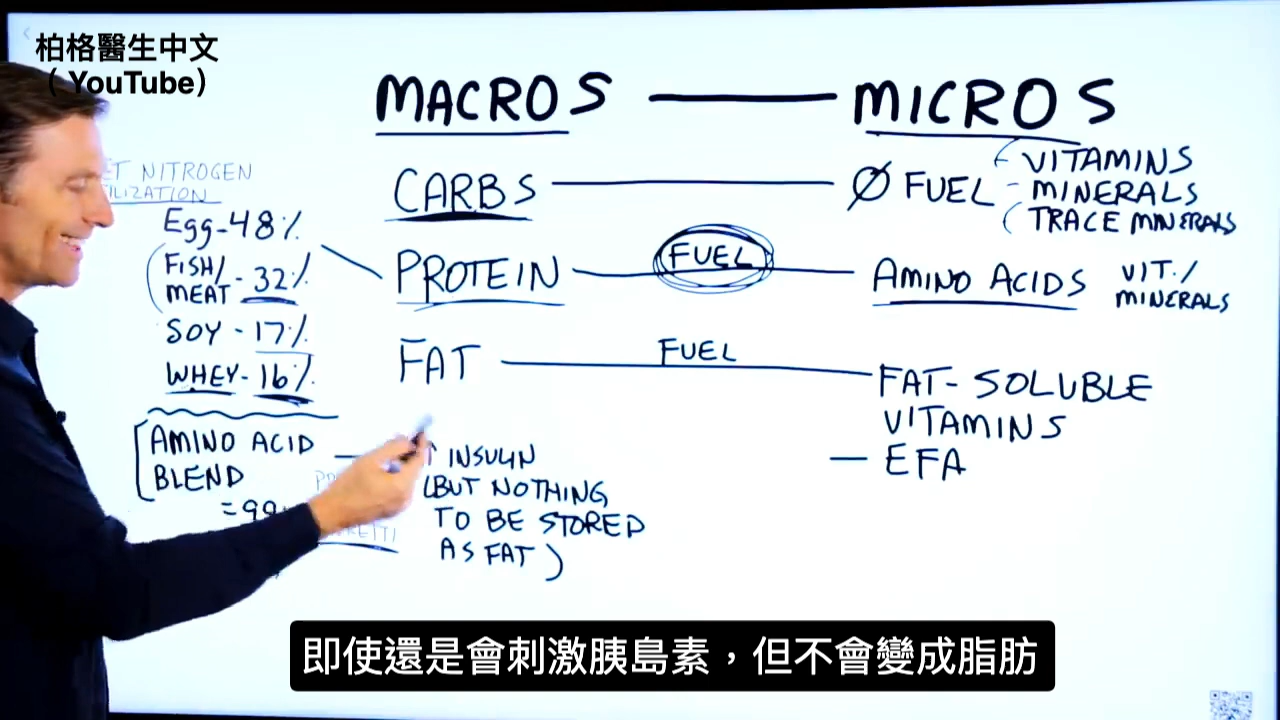 柏格醫生中文
( YouTube)
MACROS — MICROS
NITROGEN
CARBS — Ø FUEL - VITAMINS
- MINERALS
TRACE MINERALS
Egg-48%
FISH/
MEAT - 32%
SOY - 17%
WHEY- 16%
PROTEIN FUEL AMINO ACIDS VIT./
MINERALS
FAT FUEL FAT-SOLUBLE
VITAMINS
— EFA
AMINO ACID
BLEND
=99
↑ INSULIN
(BUT NOTHING
TO BE STORED
AS FAT)
即使還是會刺激胰島素，但不會變成脂肪